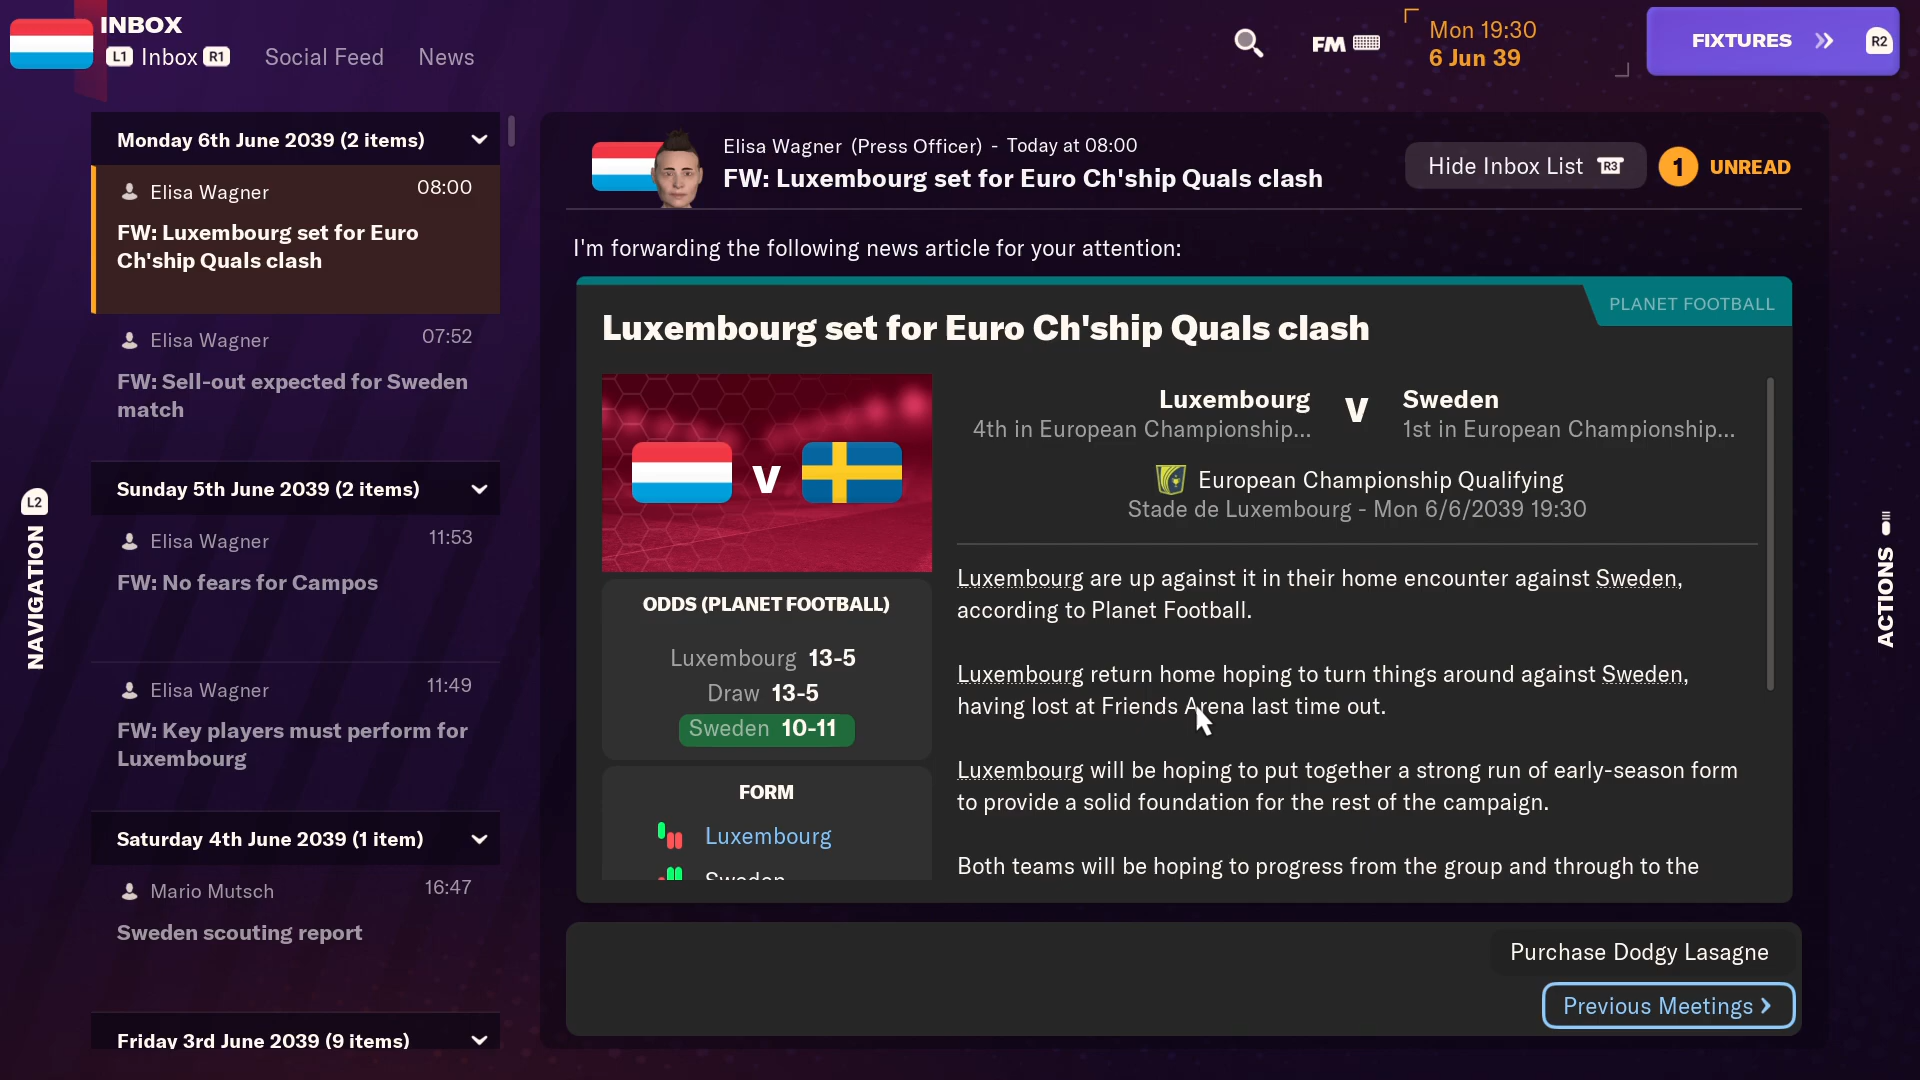 INBOX
L1 Inbox R1 Social Feed News
FM
Mon 19:30
6 Jun 39
FIXTURES R2
Monday 6th June 2039 (2 items)
Elisa Wagner 08:00
FW: Luxembourg set for Euro
Ch'ship Quals clash
Elisa Wagner 07:52
FW: Sell-out expected for Sweden
match
Sunday 5th June 2039 (2 items)
Elisa Wagner 11:53
FW: No fears for Campos
Elisa Wagner 11:49
FW: Key players must perform for
Luxembourg
Saturday 4th June 2039 (1 item)
Mario Mutsch 16:47
Sweden scouting report
Friday 3rd June 2039 (9 items)
L2
NAVIGATION
Elisa Wagner (Press Officer) - Today at 08:00
FW: Luxembourg set for Euro Ch'ship Quals clash
Hide Inbox List R3
1 UNREAD
I'm forwarding the following news article for your attention:
PLANET FOOTBALL
Luxembourg set for Euro Ch'ship Quals clash
V
Luxembourg V Sweden
4th in European Championship... 1st in European Championship...
European Championship Qualifying
Stade de Luxembourg - Mon 6/6/2039 19:30
ODDS (PLANET FOOTBALL)
Luxembourg 13-5
Draw 13-5
Sweden 10-11
FORM
Luxembourg
Sweden
Luxembourg are up against it in their home encounter against Sweden,
according to Planet Football.
Luxembourg return home hoping to turn things around against Sweden,
having lost at Friends Arena last time out.
Luxembourg will be hoping to put together a strong run of early-season form
to provide a solid foundation for the rest of the campaign.
Both teams will be hoping to progress from the group and through to the
Purchase Dodgy Lasagne
Previous Meetings
ACTIONS